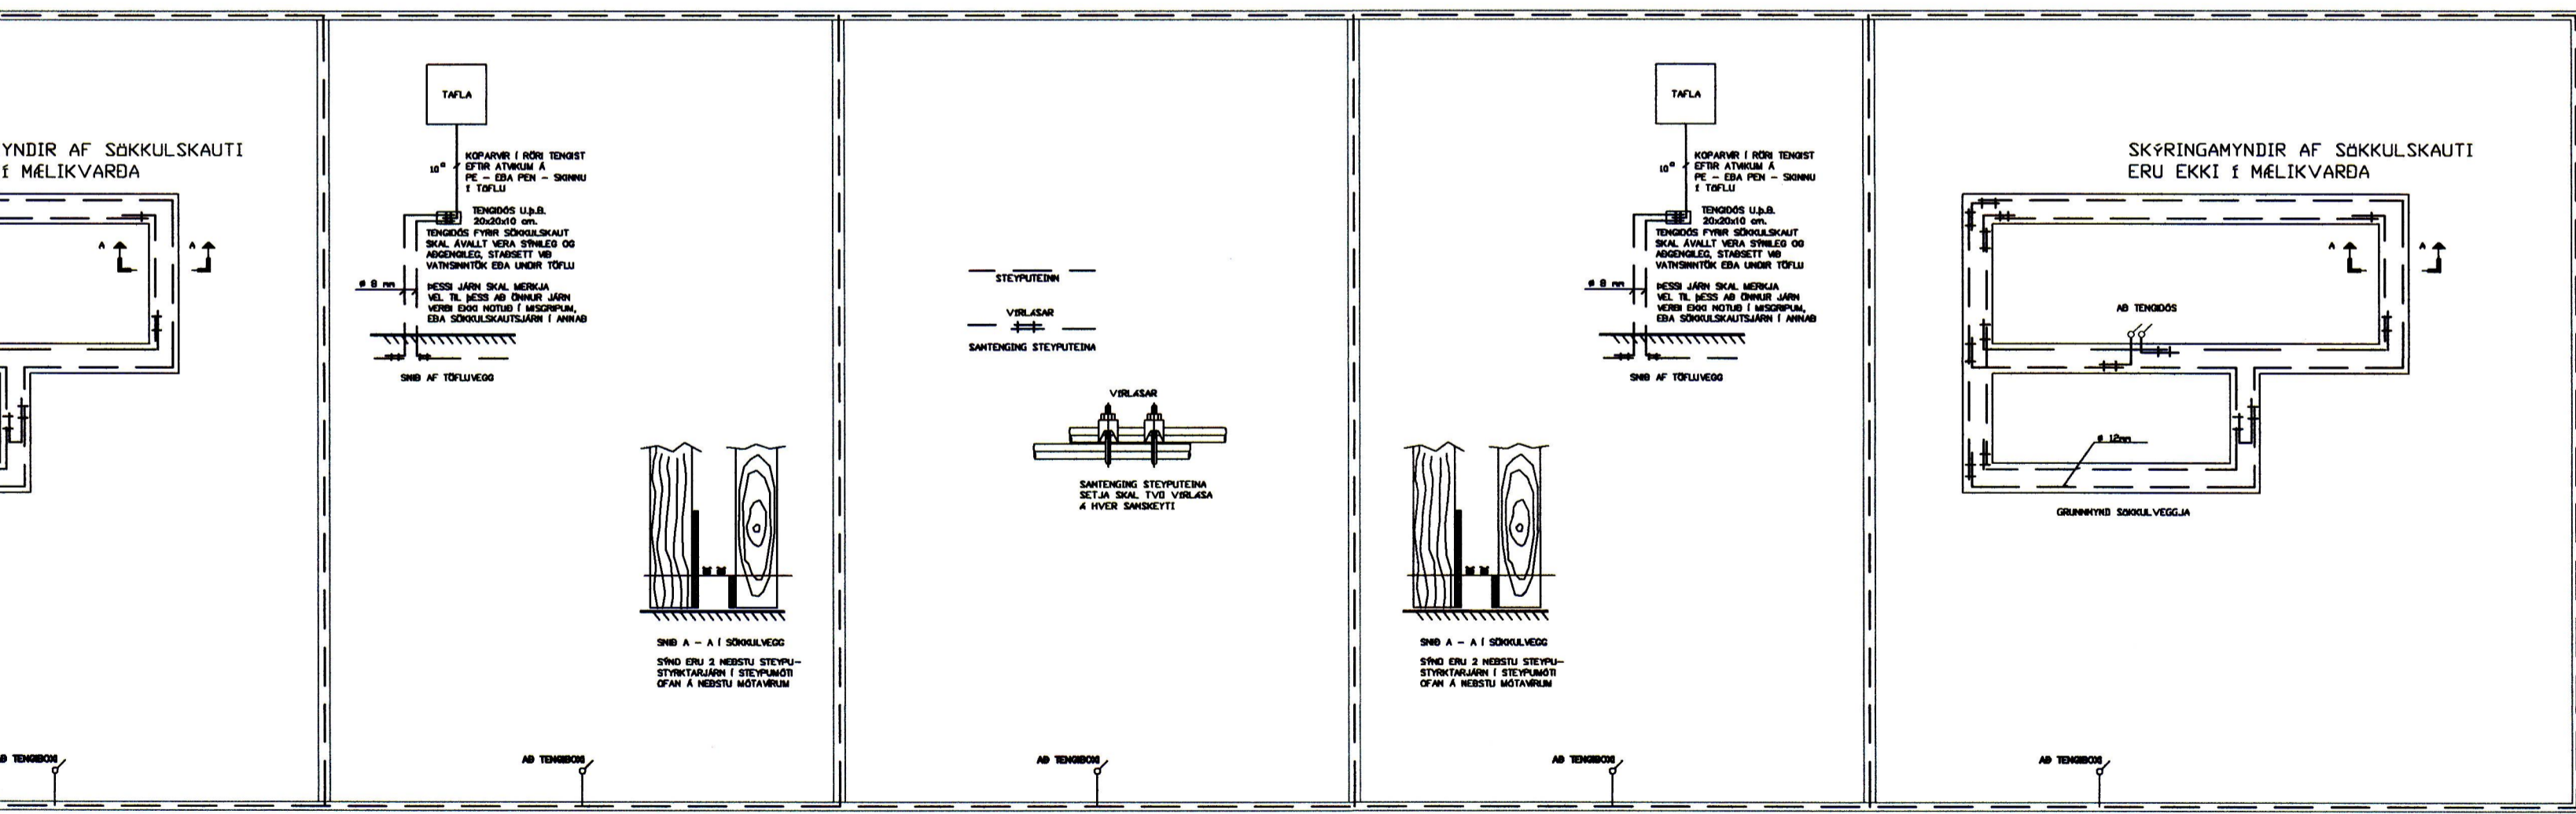 YNDIR AF SÖKKULSKAUTI
Í MÆLIKVARÐA
A
A
TENGIBOXI
TAFLA
10
KOPARVÍR Í RÖRI TENGIST
EFTIR ATVIKUM Á
PE - EÐA PEN - SKINNU
Í TÖFLU
TENGIDÓS U.Þ.B.
20x20x10 cm.
TENGIDÓS FYRIR SÖKKULSKAUT
SKAL ÁVALLT VERA SÝNILEG OG
AÐGENGILEG, STAÐSETT VIÐ
VATNSINNTÖK EÐA UNDIR TÖFLU
ø 8 mm
ÞESSI JÁRN SKAL MERKJA
VEL TIL ÞESS AÐ ÖNNUR JÁRN
VERÐI EKKI NOTUÐ Í MISGRIPUM,
EÐA SÖKKULSKAUTSJÁRN Í ANNAÐ
SNIÐ AF TÖFLUVEGG
SNIÐ A - A Í SÖKKULVEGG
SÝND ERU 2 NEÐSTU STEYPU-
STYRKTARJÁRN Í STEYPUMÓTI
OFAN Á NEÐSTU MÓTAVÍRUM
AÐ TENGIBOXI
STEYPUTEINN
VÍRLÁSAR
SAMTENGING STEYPUTEINA
VÍRLÁSAR
SAMTENGING STEYPUTEINA
SETJA SKAL TVO VÍRLÁSA
Á HVER SAMSKEYTI
AÐ TENGIBOXI
TAFLA
10
KOPARVÍR Í RÖRI TENGIST
EFTIR ATVIKUM Á
PE - EÐA PEN - SKINNU
Í TÖFLU
TENGIDÓS U.Þ.B.
20x20x10 cm.
TENGIDÓS FYRIR SÖKKULSKAUT
SKAL ÁVALLT VERA SÝNILEG OG
AÐGENGILEG, STAÐSETT VIÐ
VATNSINNTÖK EÐA UNDIR TÖFLU
ø 8 mm
ÞESSI JÁRN SKAL MERKJA
VEL TIL ÞESS AÐ ÖNNUR JÁRN
VERÐI EKKI NOTUÐ Í MISGRIPUM,
EÐA SÖKKULSKAUTSJÁRN Í ANNAÐ
SNIÐ AF TÖFLUVEGG
SNIÐ A - A Í SÖKKULVEGG
SÝND ERU 2 NEÐSTU STEYPU-
STYRKTARJÁRN Í STEYPUMÓTI
OFAN Á NEÐSTU MÓTAVÍRUM
AÐ TENGIBOXI
SKÝRINGAMYNDIR AF SÖKKULSKAUTI
ERU EKKI Í MÆLIKVARÐA
A
A
AÐ TENGIDÓS
ø 12mm
GRUNNMYND SÖKKULVEGGJA
AÐ TENGIBOXI